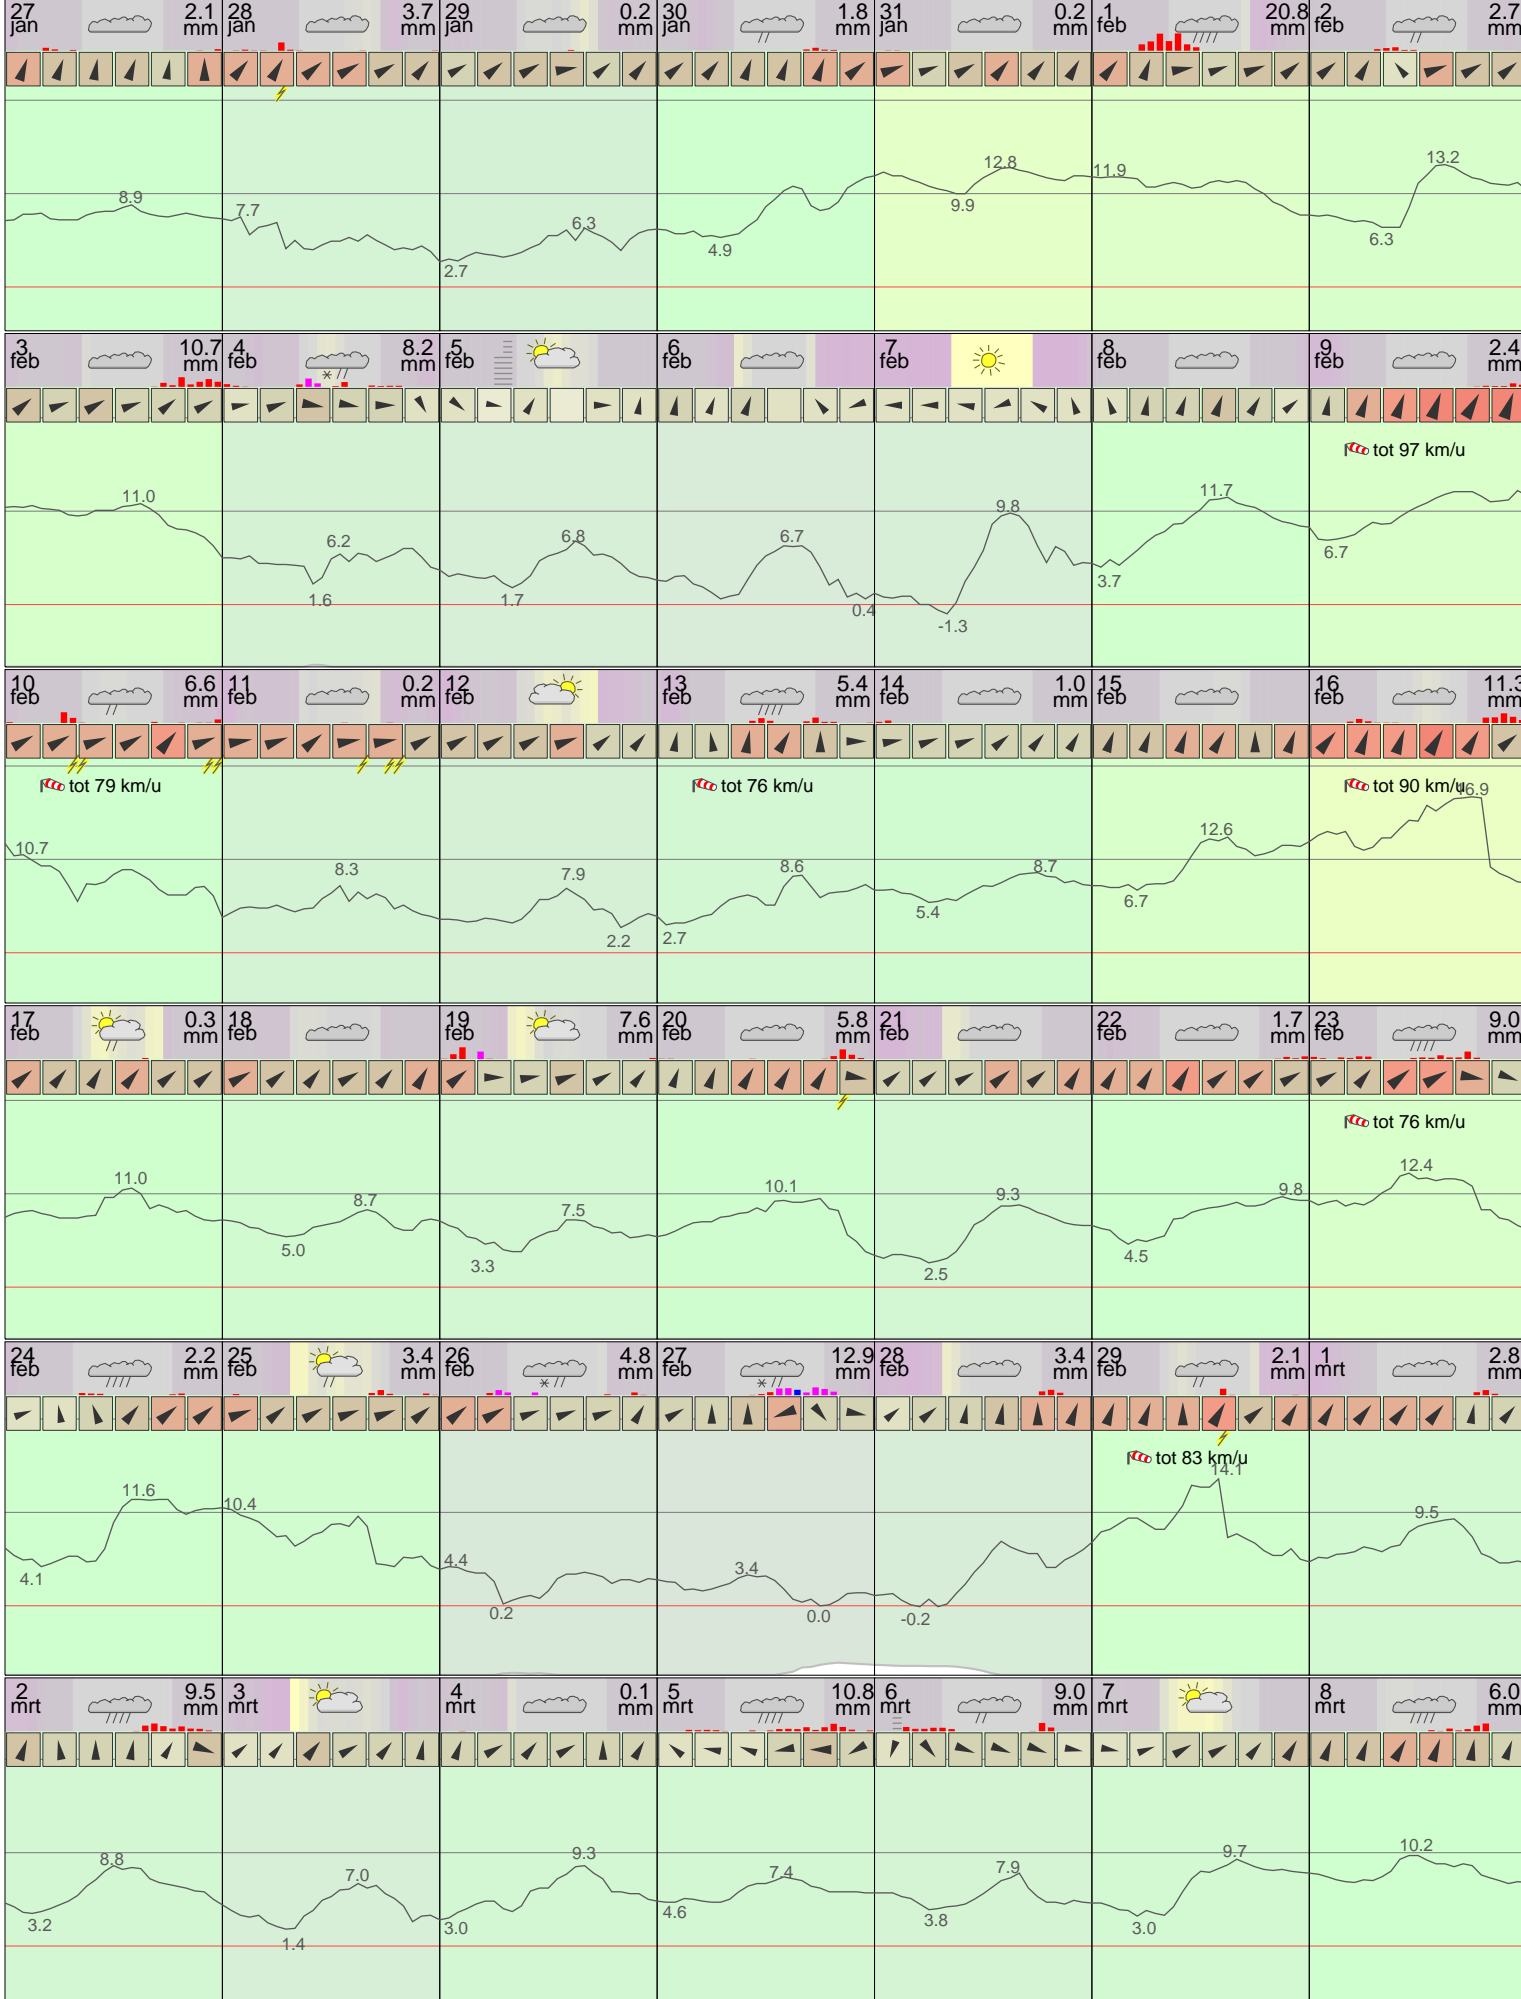 27 jan 2.1 mm
28 jan 3.7 mm
29 jan 0.2 mm
30 jan 1.8 mm
31 jan 0.2 mm
1 feb 20.8 mm
2 feb 2.7 mm
8.9
7.7
2.7
6.3
4.9
9.9
12.8
11.9
6.3
13.2
3 feb 10.7 mm
4 feb 8.2 mm
5 feb
6 feb
7 feb
8 feb
9 feb 2.4 mm
tot 97 km/u
11.0
1.6
6.2
1.7
6.8
6.7
0.4
-1.3
9.8
3.7
11.7
6.7
10 feb 6.6 mm
11 feb 0.2 mm
12 feb
13 feb 5.4 mm
14 feb 1.0 mm
15 feb
16 feb 11.3 mm
tot 79 km/u
tot 76 km/u
tot 90 km/u
10.7
8.3
7.9
2.2
2.7
8.6
5.4
8.7
6.7
12.6
16.9
17 feb 0.3 mm
18 feb
19 feb 7.6 mm
20 feb 5.8 mm
21 feb
22 feb 1.7 mm
23 feb 9.0 mm
tot 76 km/u
11.0
5.0
8.7
3.3
7.5
10.1
2.5
9.3
4.5
9.8
12.4
24 feb 2.2 mm
25 feb 3.4 mm
26 feb 4.8 mm
27 feb 12.9 mm
28 feb 3.4 mm
29 feb 2.1 mm
1 mrt 2.8 mm
tot 83 km/u
4.1
11.6
10.4
4.4
0.2
3.4
0.0
-0.2
14.1
9.5
2 mrt 9.5 mm
3 mrt
4 mrt 0.1 mm
5 mrt 10.8 mm
6 mrt 9.0 mm
7 mrt
8 mrt 6.0 mm
3.2
8.8
1.4
7.0
3.0
9.3
4.6
7.4
3.8
7.9
3.0
9.7
10.2